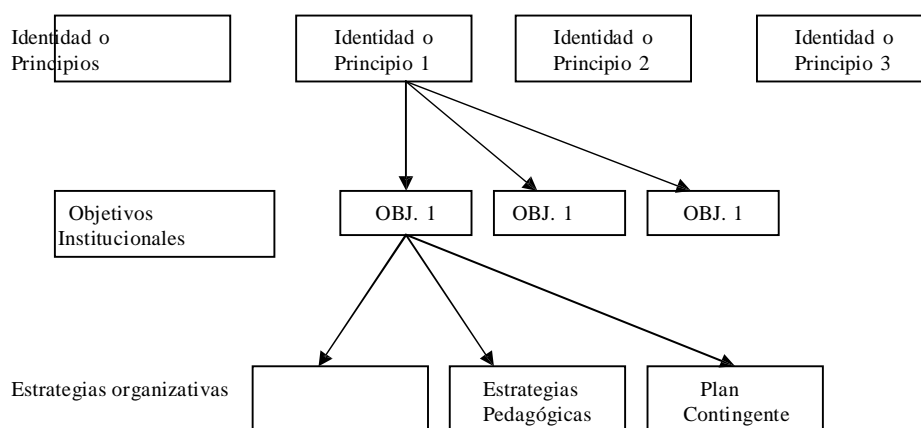 Identidad o
Principios
Identidad o
Principio 1
Identidad o
Principio 2
Identidad o
Principio 3
Objetivos
Institucionales
OBJ. 1
OBJ. 1
OBJ. 1
Estrategias organizativas
Estrategias
Pedagógicas
Plan
Contingente